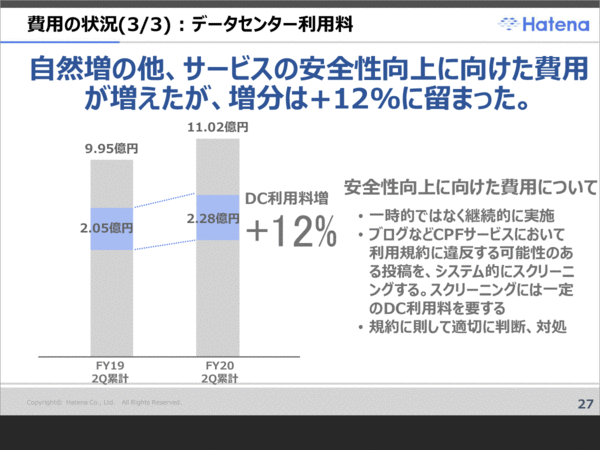 費用の状況(3/3)：データセンター利用料
Hatena
自然増の他、サービスの安全性向上に向けた費用
が増えたが、増分は+12%に留まった。
9.95億円
11.02億円
2.05億円
2.28億円
DC利用料増
+12%
FY19
2Q累計
FY20
2Q累計
安全性向上に向けた費用について
・一時的ではなく継続的に実施
・ブログなどCPFサービスにおいて
利用規約に違反する可能性のあ
る投稿を、システム的にスクリーニ
ングする。スクリーニングには一定
のDC利用料を要する
・規約に則して適切に判断、対処
Copyright© Hatena Co., Ltd. All Rights Reserved.
27